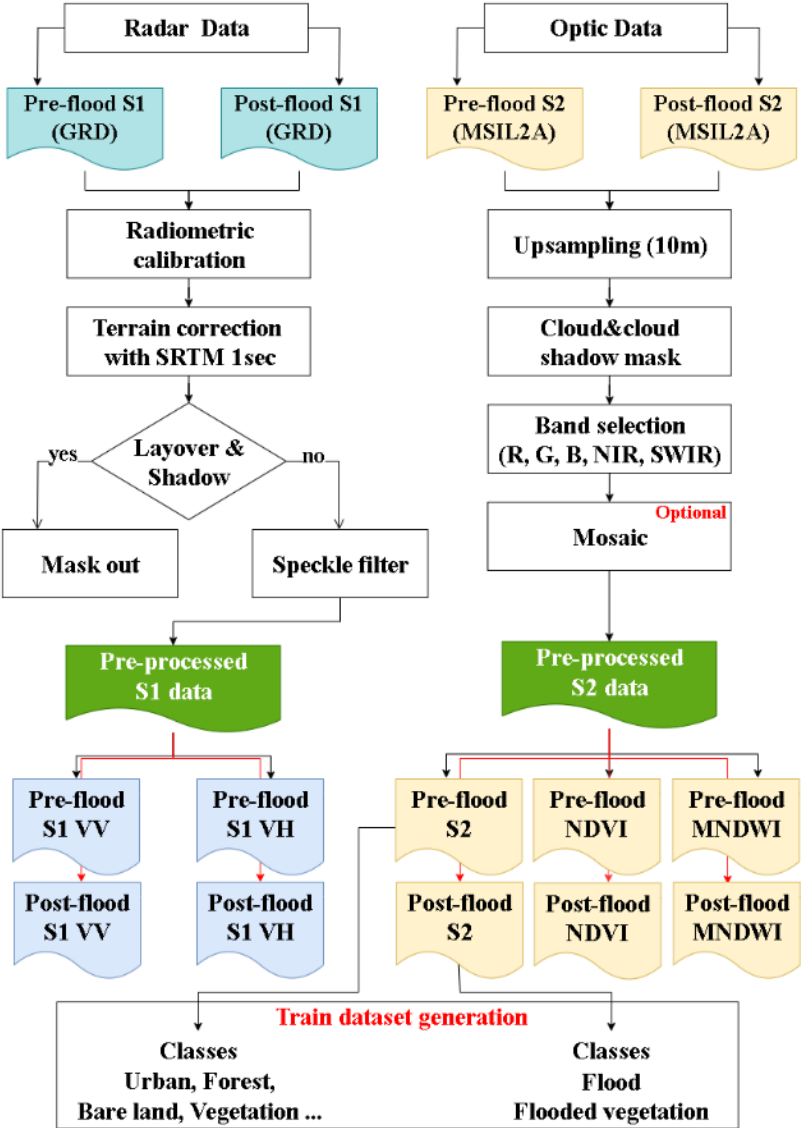 Radar Data
Optic Data
Pre-flood S1
(GRD)
Post-flood S1
(GRD)
Pre-flood S2
(MSIL2A)
Post-flood S2
(MSIL2A)
Radiometric
calibration
Upsampling (10m)
Terrain correction
with SRTM 1sec
Cloud&cloud
shadow mask
yes
Layover &
Shadow
no
Band selection
(R, G, B, NIR, SWIR)
Optional
Mosaic
Mask out
Speckle filter
Pre-processed
S1 data
Pre-processed
S2 data
Pre-flood
S1 VV
Pre-flood
S1 VH
Pre-flood
S2
Pre-flood
NDVI
Pre-flood
MNDWI
Post-flood
S1 VV
Post-flood
S1 VH
Post-flood
S2
Post-flood
NDVI
Post-flood
MNDWI
Train dataset generation
Classes
Urban, Forest,
Bare land, Vegetation ...
Classes
Flood
Flooded vegetation